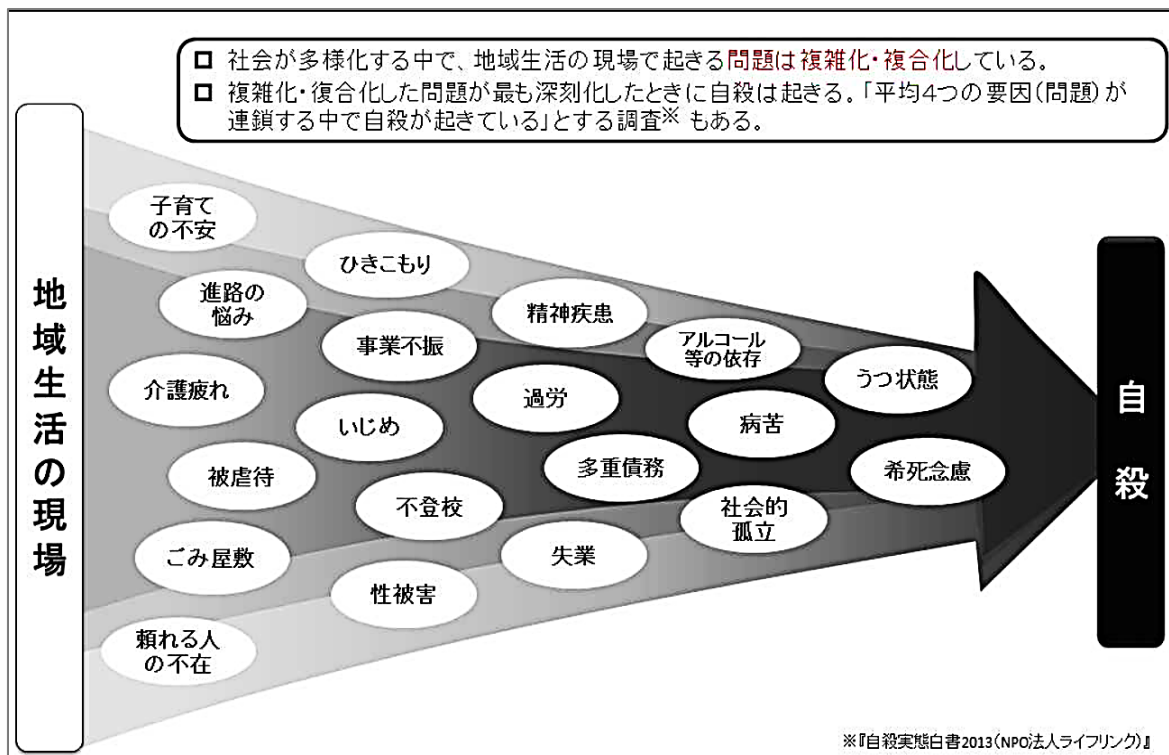 □ 社会が多様化する中で、地域生活の現場で起きる問題は複雑化・複合化している。
□ 複雑化・復合化した問題が最も深刻化したときに自殺は起きる。「平均4つの要因(問題)が
連鎖する中で自殺が起きている」とする調査※ もある。
地域生活の現場
子育て
の不安
ひきこもり
進路の
悩み
精神疾患
事業不振
アルコール
等の依存
うつ状態
介護疲れ
過労
いじめ
病苦
被虐待
多重債務
希死念慮
不登校
社会的
孤立
ごみ屋敷
失業
性被害
頼れる人
の不在
自殺
※『自殺実態白書2013(NPO法人ライフリンク)』